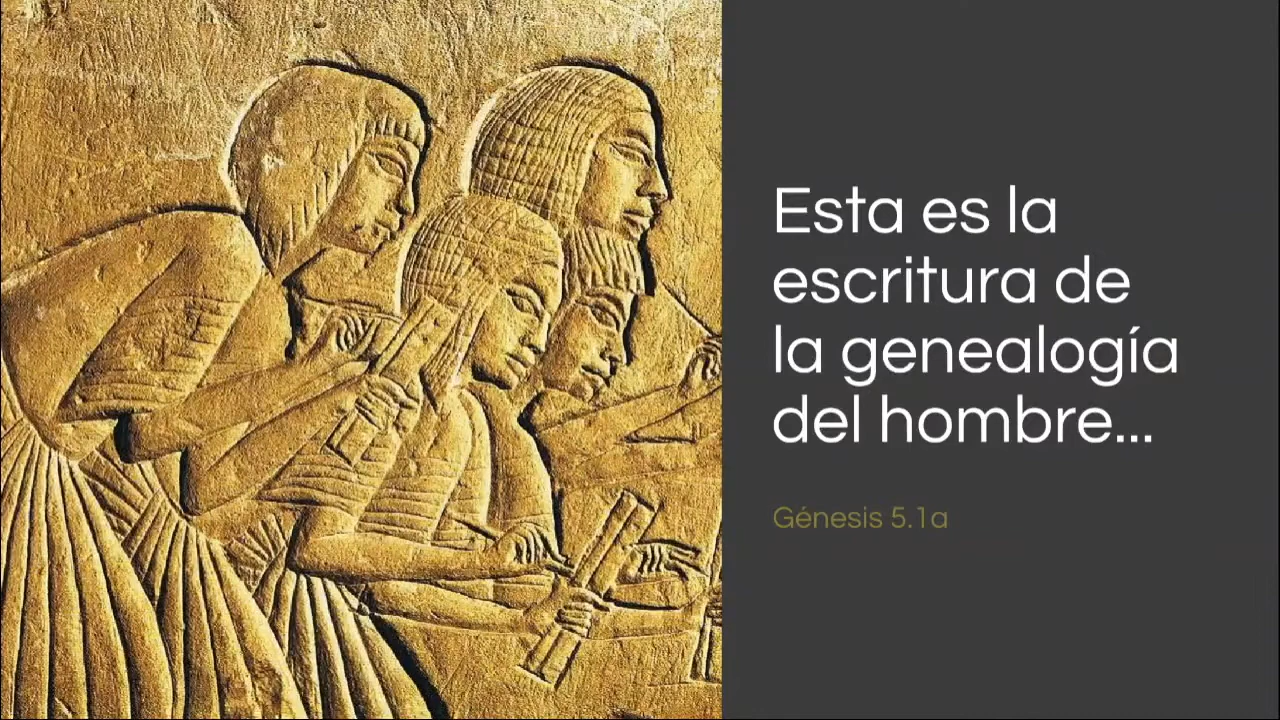 Esta es la
escritura de
la genealogía
del hombre...
Génesis 5.1a